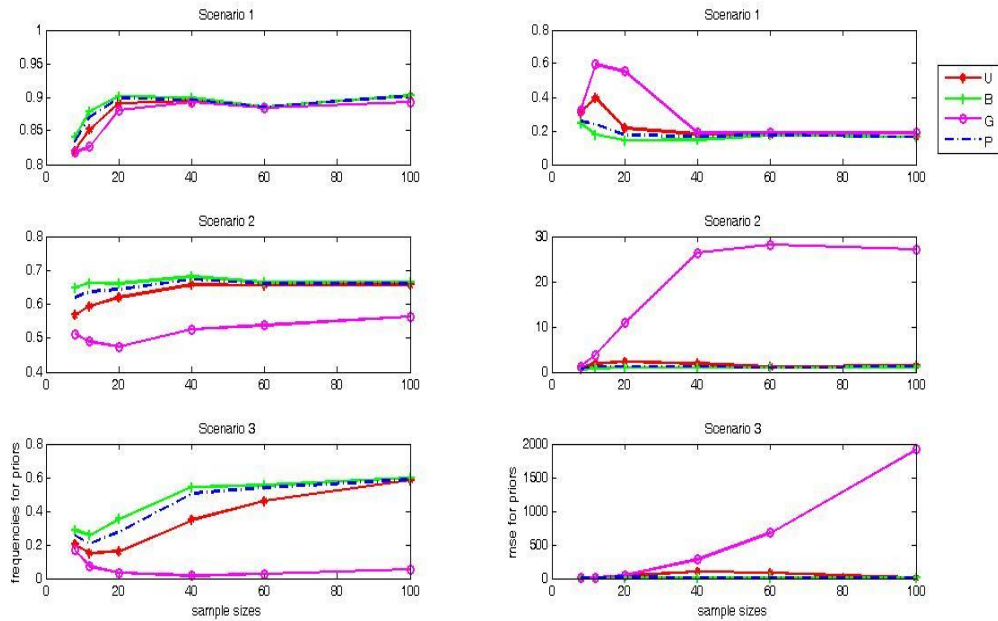 Scenario 1
1
0.95
0.9
0.85
0.8
0 20 40 60 80 100
Scenario 1
0.8
0.6
0.4
0.2
0
0 20 40 60 80 100
U
B
G
P
Scenario 2
0.8
0.7
0.6
0.5
0.4
0 20 40 60 80 100
Scenario 2
30
20
10
0
0 20 40 60 80 100
Scenario 3
frequencies for priors
0.8
0.6
0.4
0.2
0
0 20 40 60 80 100
sample sizes
Scenario 3
mse for priors
2000
1500
1000
500
0
0 20 40 60 80 100
sample sizes